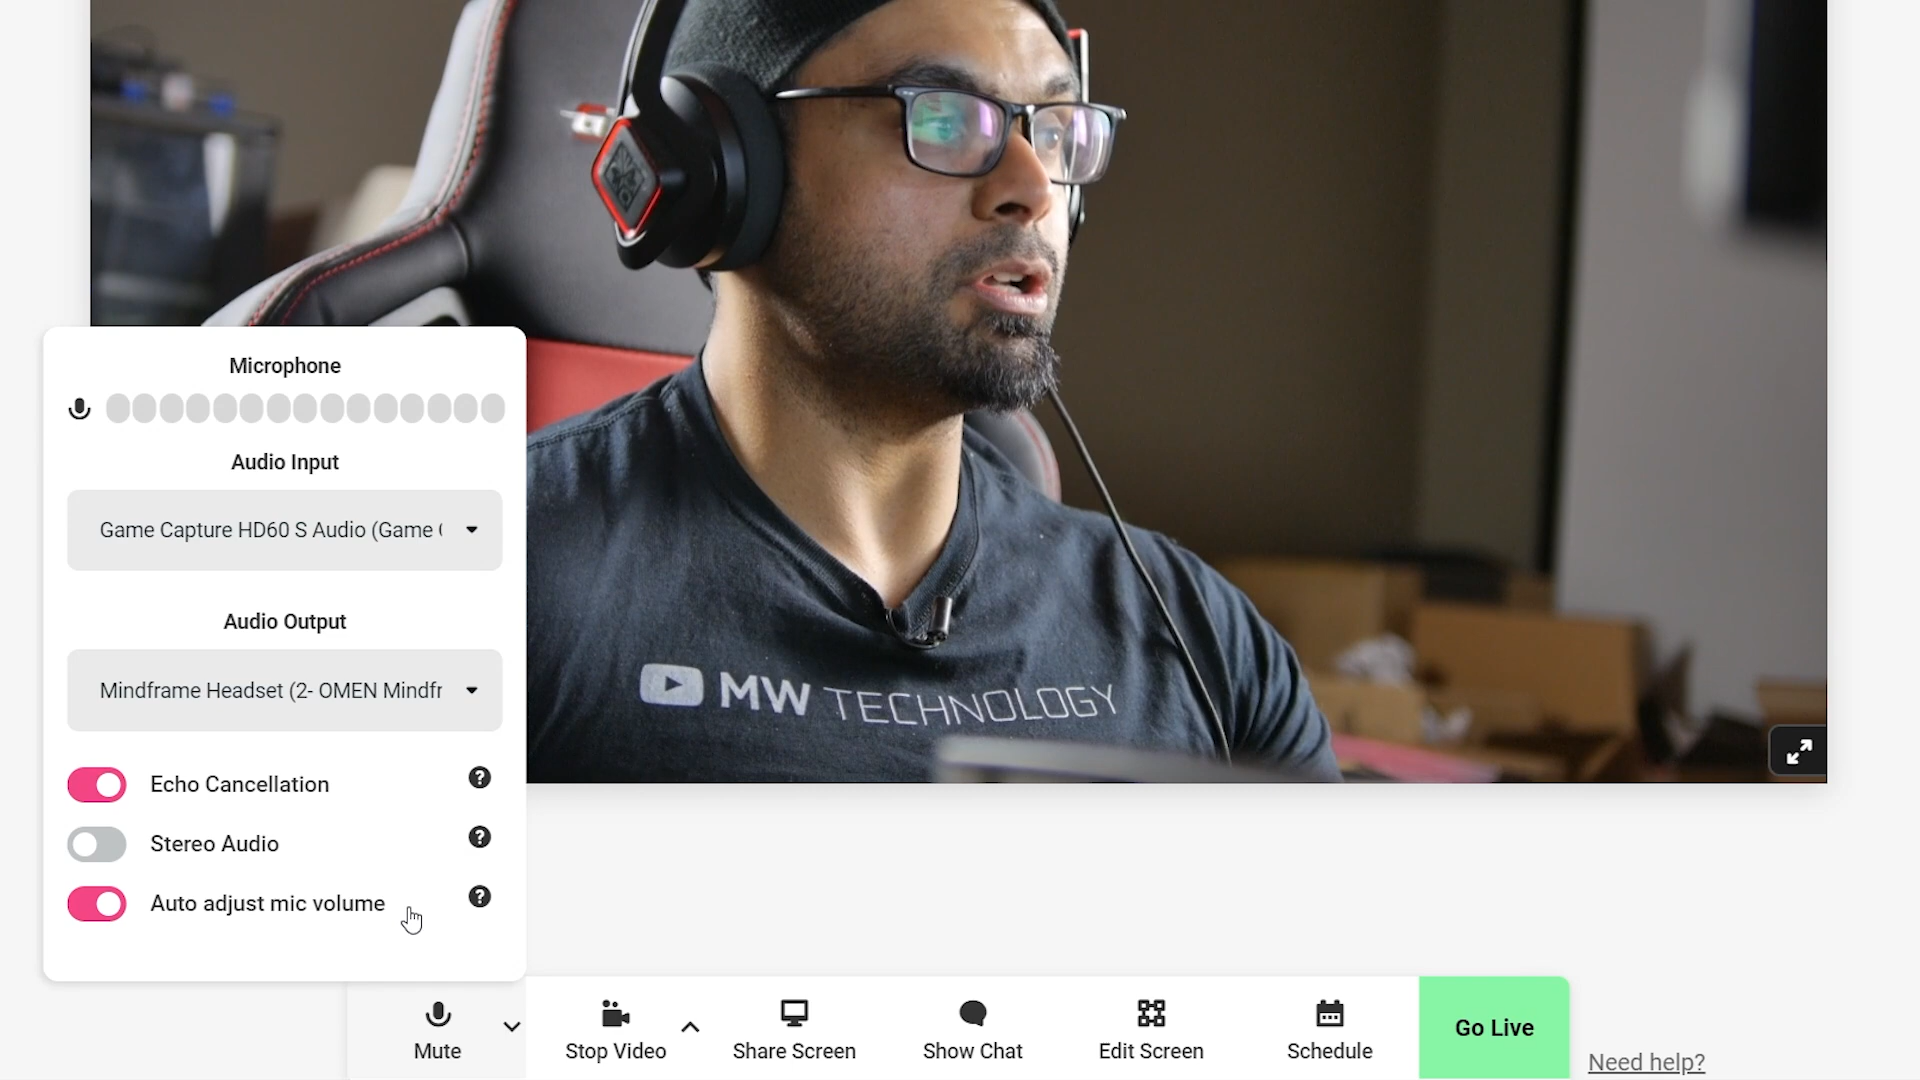 Microphone
Audio Input
Game Capture HD60 S Audio (Game
Audio Output
Mindframe Headset (2- OMEN Mindfr
Echo Cancellation
Stereo Audio
Auto adjust mic volume
MW TECHNOLOGY
Mute
Stop Video
Share Screen
Show Chat
Edit Screen
Schedule
Go Live
Need help?